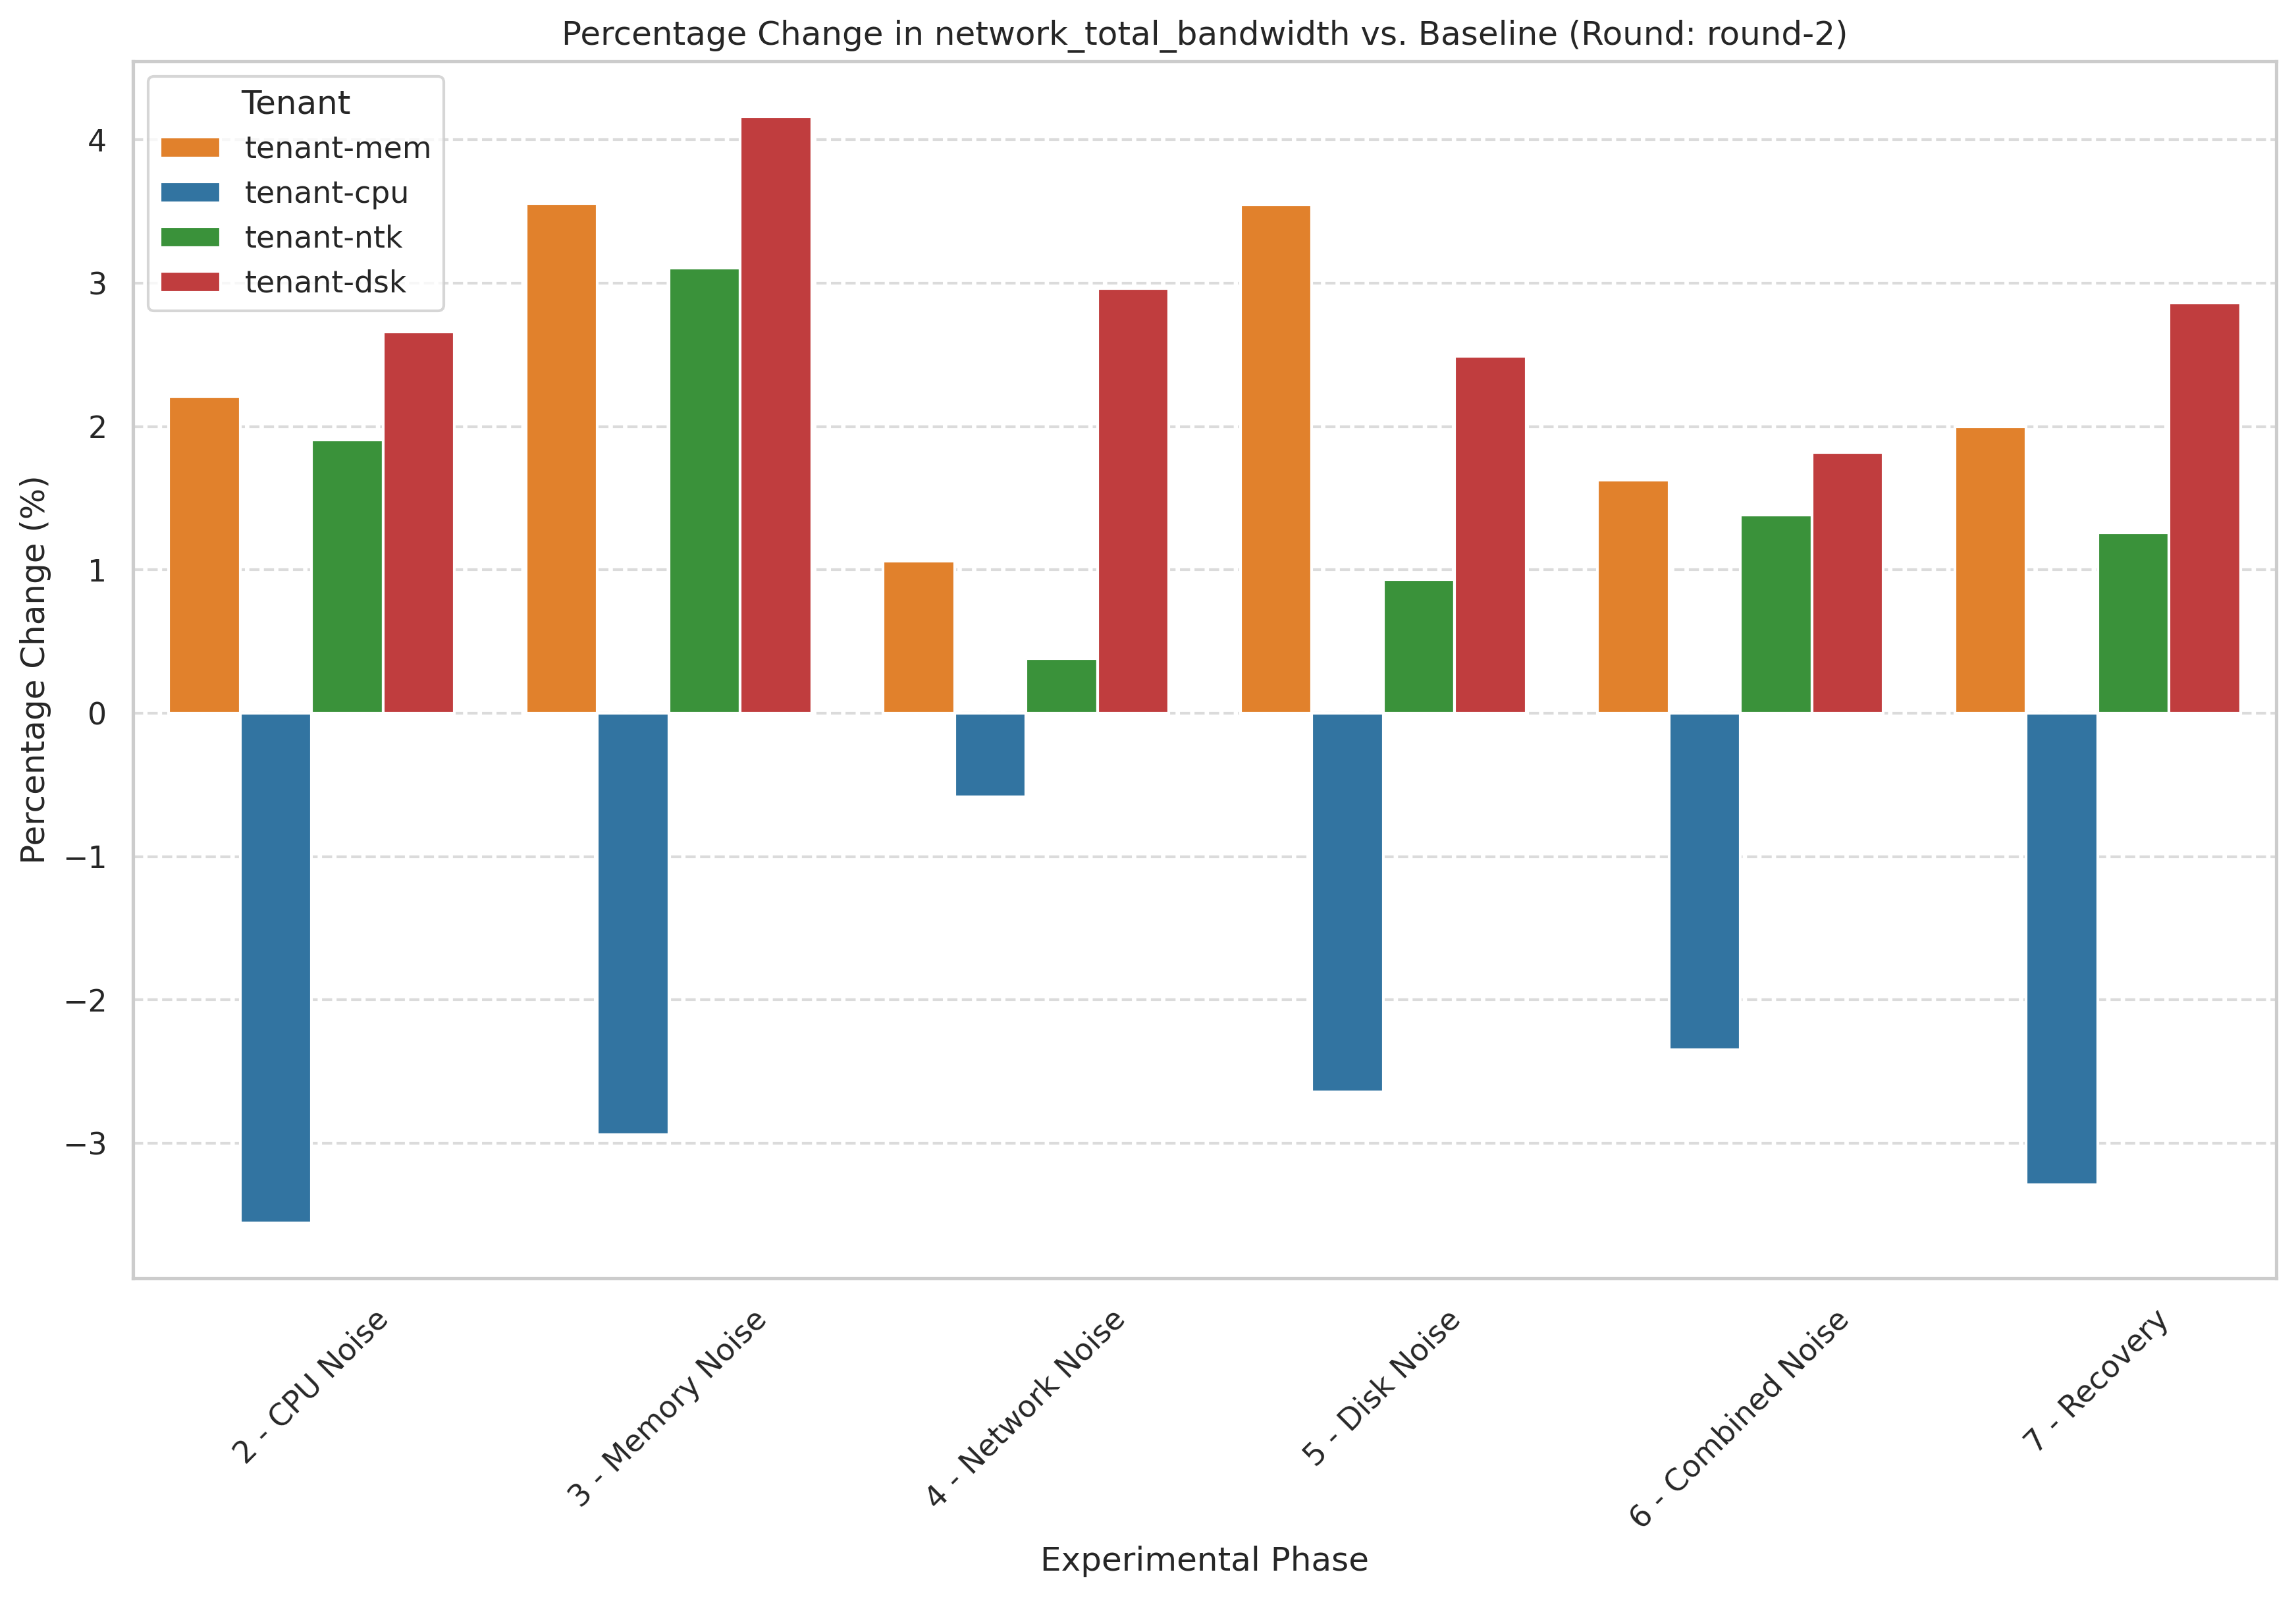 Percentage Change in network_total_bandwidth vs. Baseline (Round: round-2)
Tenant
tenant-mem
tenant-cpu
tenant-ntk
tenant-dsk
Percentage Change (%)
4
3
2
1
0
−1
−2
−3
2 - CPU Noise
3 - Memory Noise
4 - Network Noise
5 - Disk Noise
6 - Combined Noise
7 - Recovery
Experimental Phase